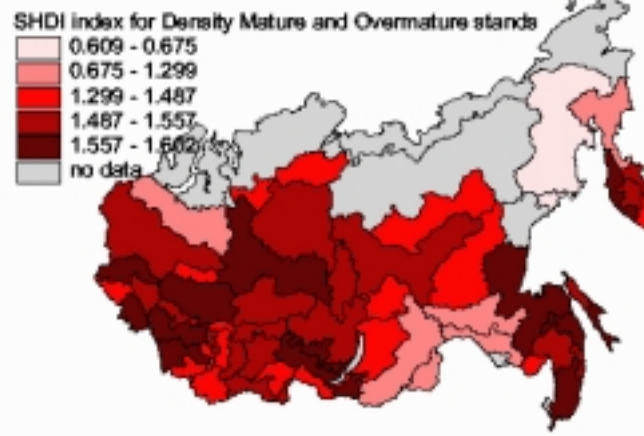 SHDI index for Density Mature and Overmature stands
0.609 - 0.675
0.675 - 1.299
1.299 - 1.487
1.487 - 1.557
1.557 - 1.602
no data